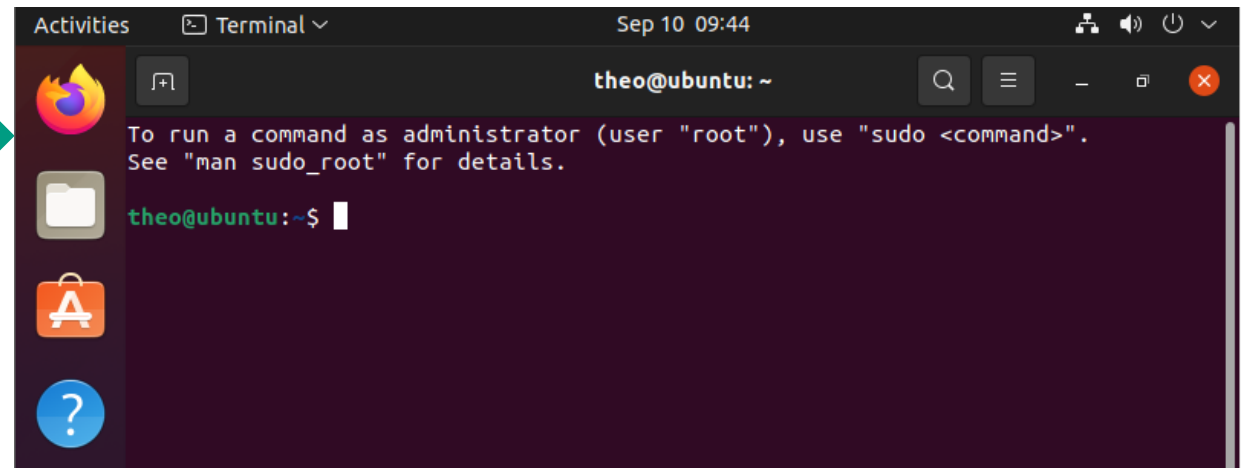 Activities Terminal Sep 10 09:44
theo@ubuntu: ~
To run a command as administrator (user "root"), use "sudo <command>".
See "man sudo_root" for details.
theo@ubuntu:~$